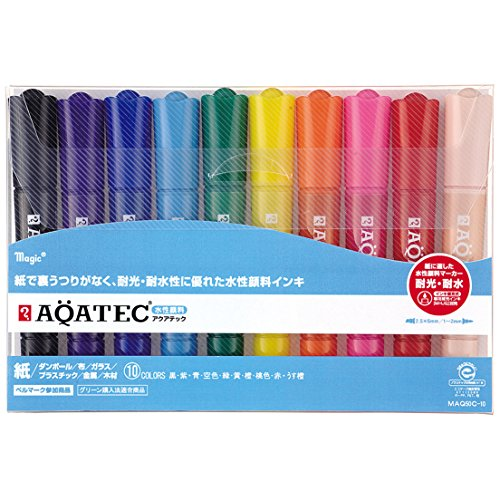 Magic®
紙で裏うつりがなく、耐光・耐水性に優れた水性顔料インキ
AQATEC®
水性顔料
アクアテック
紙に適した
水性顔料マーカー
耐光・耐水
2.5×5mm/1~2mm
紙/ダンボール/布/ガラス/
プラスチック/金属/木材
10 COLORS 黒・紫・青・空色・緑・黄・橙・桃色・赤・うす橙
ベルマーク参加商品
グリーン購入法適合商品
MAQ50C-10